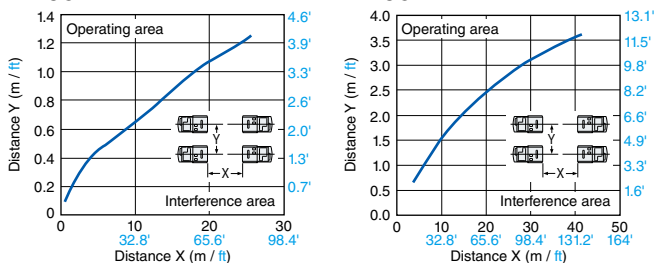 1.4
1.2
1.0
0.8
0.6
0.4
0.2
0
Distance Y (m / ft)
Operating area
Y
X
Interference area
4.6'
3.9'
3.3'
2.6'
2.0'
1.3'
0.7'
0 10 20 30
32.8' 65.6' 98.4'
Distance X (m / ft)
4.0
3.5
3.0
2.5
2.0
1.5
1.0
0.5
0.0
Distance Y (m / ft)
Operating area
Y
X
Interference area
13.1'
11.5'
9.8'
8.2'
6.6'
4.9'
3.3'
1.6'
0 10 20 30 40 50
32.8' 65.6' 98.4' 131.2' 164'
Distance X (m / ft)